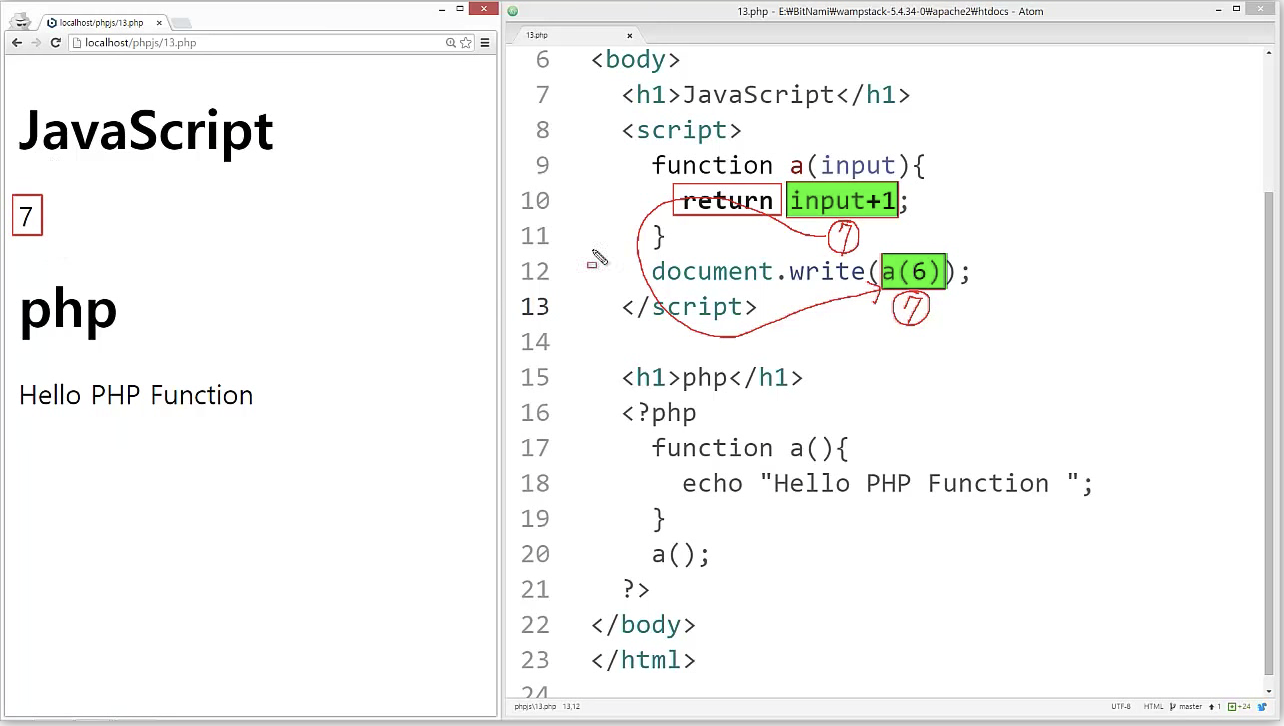 localhost/phpjs/13.php
localhost/phpjs/13.php
JavaScript
7
php
Hello PHP Function
13.php - E:₩BitNami₩wampstack-5.4.34-0₩apache2₩htdocs - Atom
13.php
6 <body>
7 <h1>JavaScript</h1>
8 <script>
9 function a(input){
10 return input+1;
11 }
7
12 document.write(a(6));
13 </script>
7
14
15 <h1>php</h1>
16 <?php
17 function a(){
18 echo "Hello PHP Function ";
19 }
20 a();
21 ?>
22 </body>
23 </html>
24
phpjs\13.php 13,12
UTF-8 HTML master 1 +24